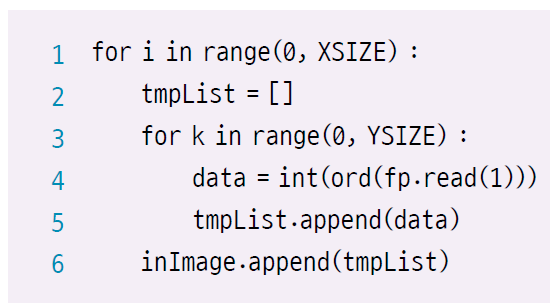 1 for i in range(0, XSIZE) :
2 tmpList = []
3 for k in range(0, YSIZE) :
4 data = int(ord(fp.read(1)))
5 tmpList.append(data)
6 inImage.append(tmpList)